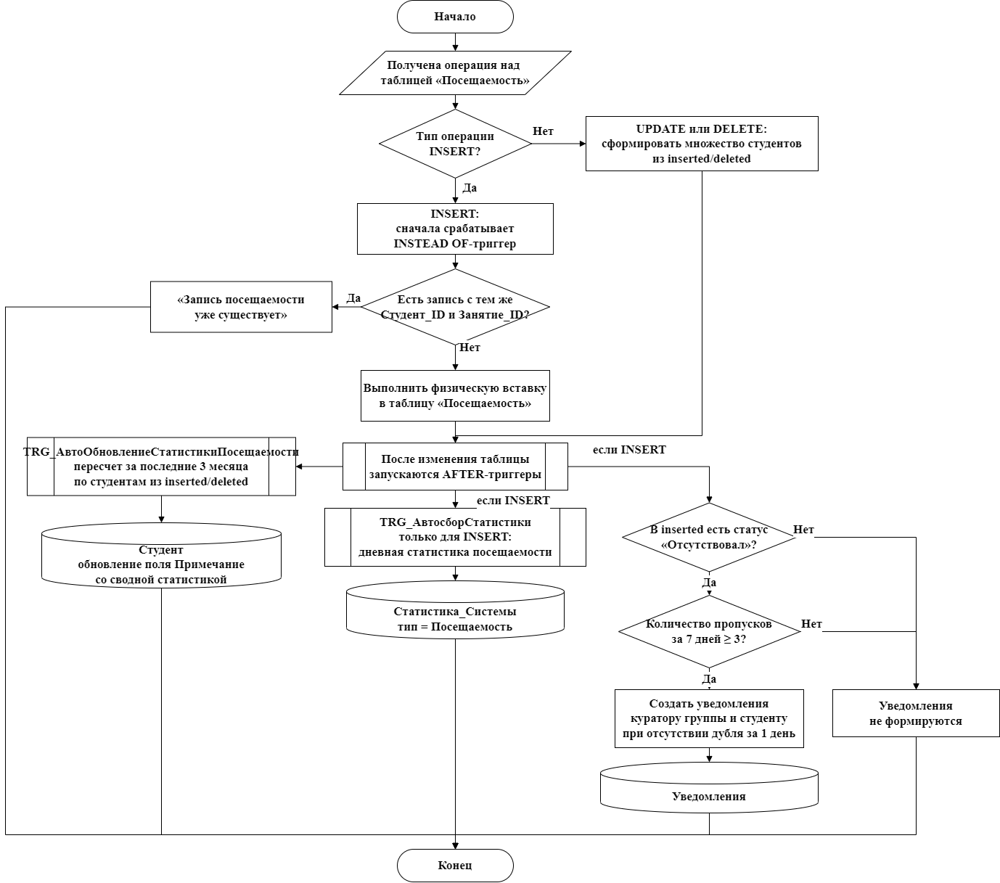 Начало
Получена операция над
таблицей «Посещаемость»
Тип операции
INSERT?
Нет
UPDATE или DELETE:
сформировать множество студентов
из inserted/deleted
Да
INSERT:
сначала срабатывает
INSTEAD OF-триггер
Есть запись с тем же
Студент_ID и Занятие_ID?
Да
«Запись посещаемости
уже существует»
Нет
Выполнить физическую вставку
в таблицу «Посещаемость»
После изменения таблицы
запускаются AFTER-триггеры
если INSERT
TRG_АвтоОбновлениеСтатистикиПосещаемости
пересчет за последние 3 месяца
по студентам из inserted/deleted
если INSERT
TRG_АвтосборСтатистики
только для INSERT:
дневная статистика посещаемости
В inserted есть статус
«Отсутствовал»?
Нет
Студент
обновление поля Примечание
со сводной статистикой
Да
Статистика_Системы
тип = Посещаемость
Количество пропусков
за 7 дней ≥ 3?
Нет
Да
Создать уведомления
куратору группы и студенту
при отсутствии дубля за 1 день
Уведомления
не формируются
Уведомления
Конец